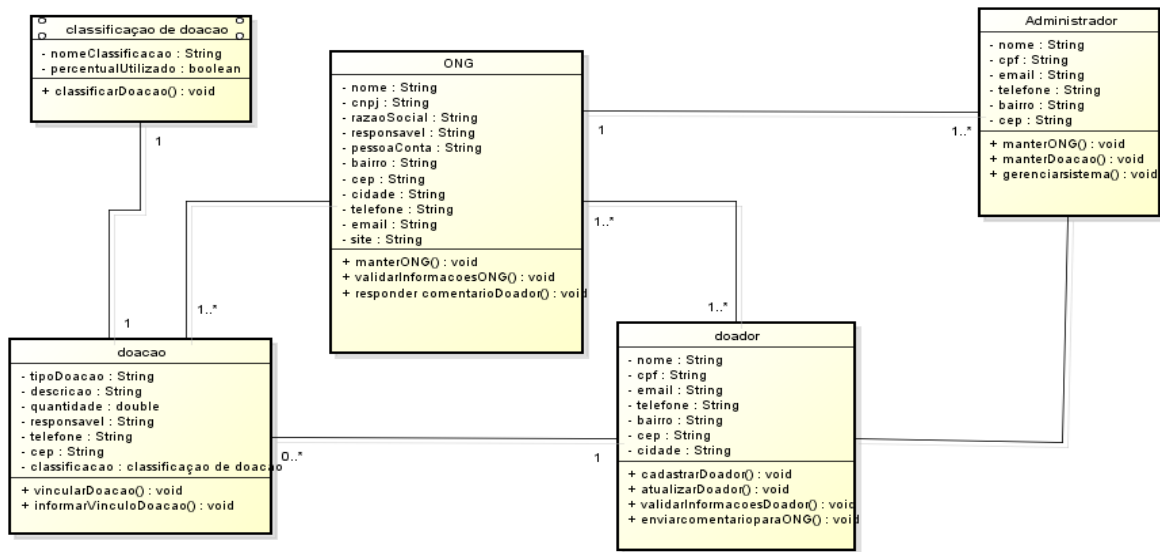 classificaçao de doacao
- nomeClassificacao : String
- percentualUtilizado : boolean
+ classificarDoacao() : void
1
1
ONG
- nome : String
- cnpj : String
- razaoSocial : String
- responsavel : String
- pessoaConta : String
- bairro : String
- cep : String
- cidade : String
- telefone : String
- email : String
- site : String
+ manterONG() : void
+ validarInformacoesONG() : void
+ responder comentarioDoador() : void
1
1..*
Administrador
- nome : String
- cpf : String
- email : String
- telefone : String
- bairro : String
- cep : String
+ manterONG() : void
+ manterDoacao() : void
+ gerenciarsistema() : void
1..*
1..*
1..*
doacao
- tipoDoacao : String
- descricao : String
- quantidade : double
- responsavel : String
- telefone : String
- cep : String
- classificacao : classificaçao de doacao
+ vincularDoacao() : void
+ informarVinculoDoacao() : void
0..*
1
doador
- nome : String
- cpf : String
- email : String
- telefone : String
- bairro : String
- cep : String
- cidade : String
+ cadastrarDoador() : void
+ atualizarDoador() : void
+ validarInformacoesDoador() : void
+ enviarcomentarioparaONG() : void